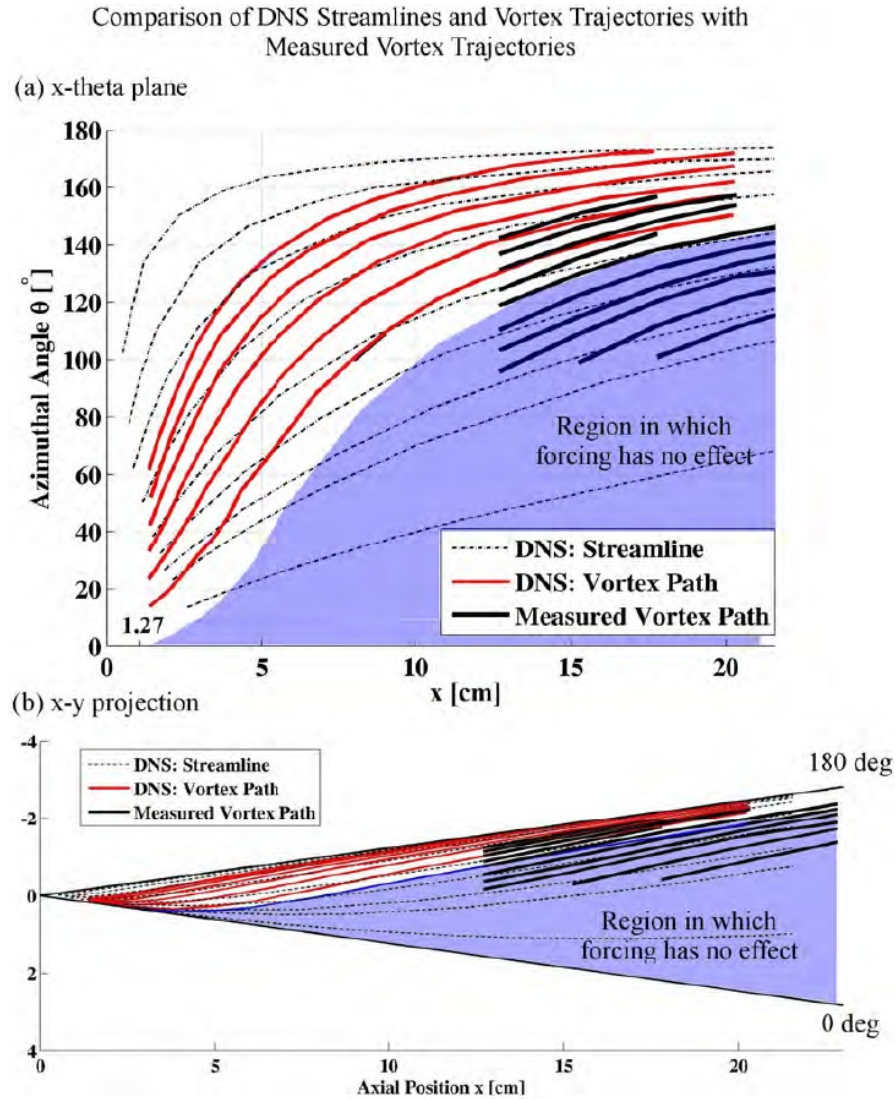 Comparison of DNS Streamlines and Vortex Trajectories with
Measured Vortex Trajectories
(a) x-theta plane
180
160
140
120
100
80
60
40
20
0
Azimuthal Angle θ [°]
Region in which
forcing has no effect
DNS: Streamline
DNS: Vortex Path
Measured Vortex Path
1.27
0
5
10
15
20
x [cm]
(b) x-y projection
-4
-2
0
2
4
DNS: Streamline
DNS: Vortex Path
Measured Vortex Path
180 deg
Region in which
forcing has no effect
0 deg
0
5
10
15
20
Axial Position x [cm]